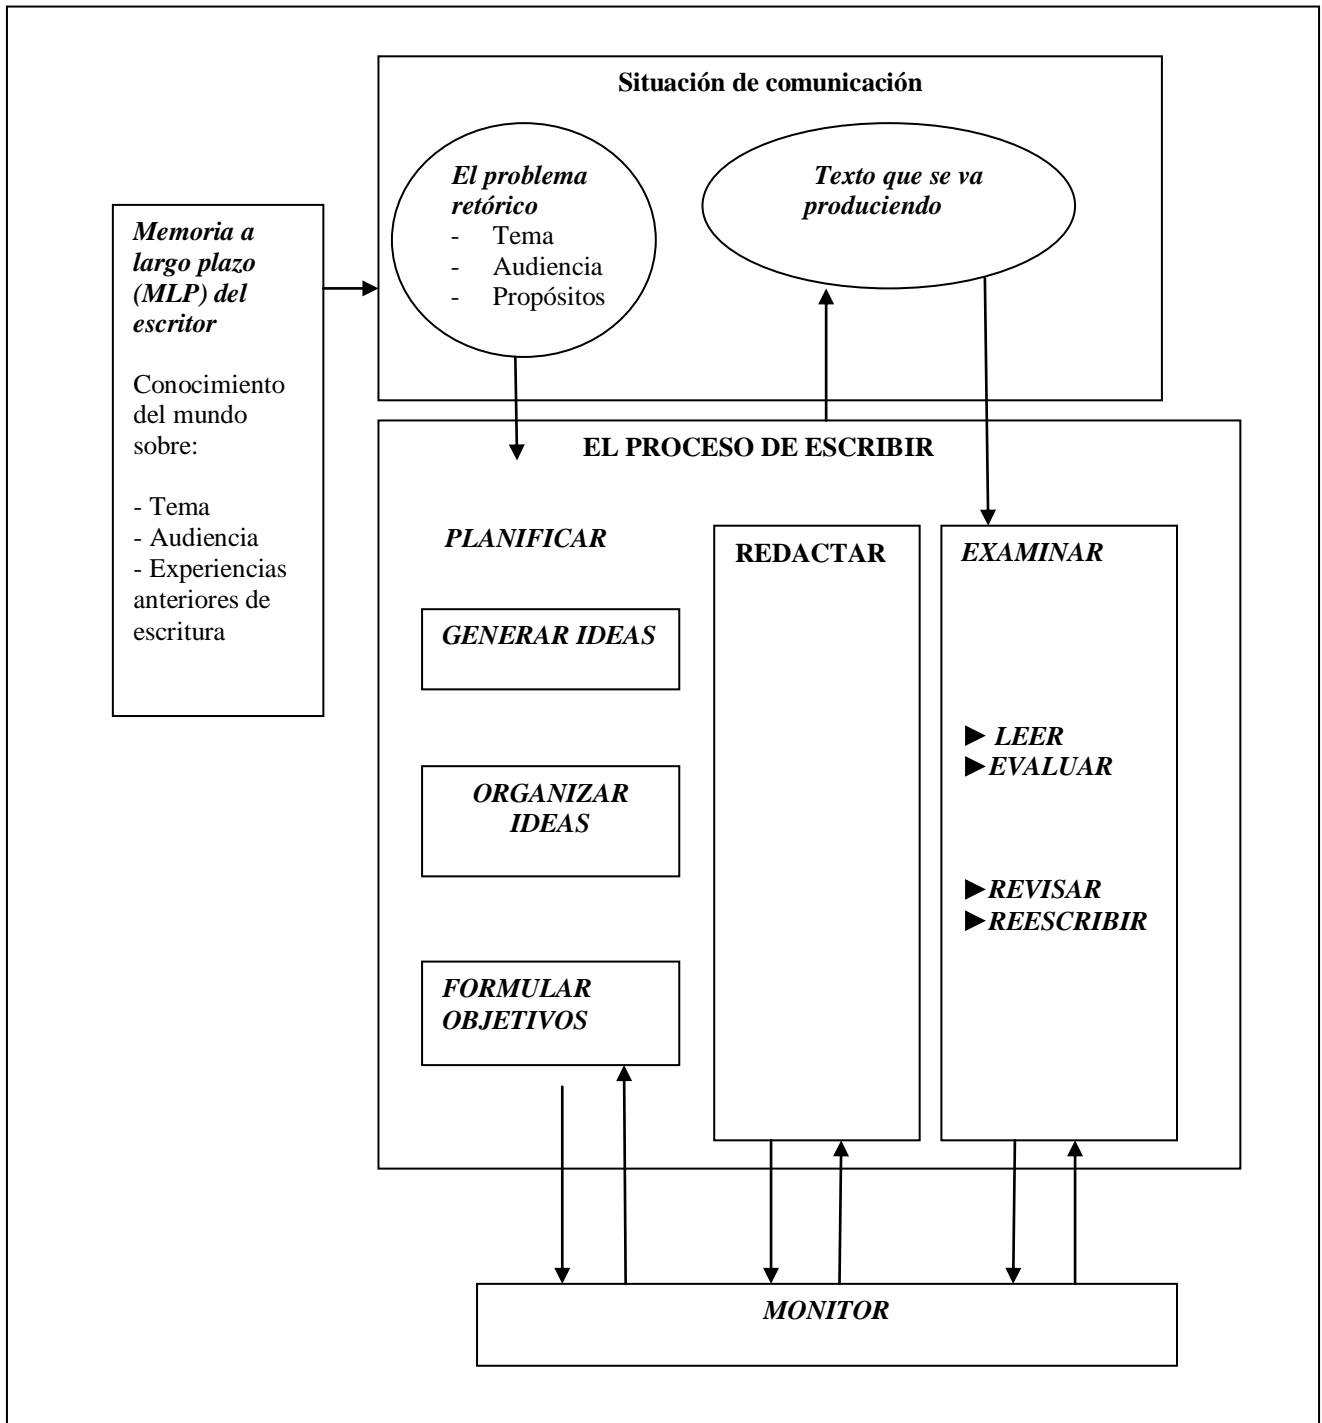 Situación de comunicación
El problema
retórico
- Tema
- Audiencia
- Propósitos
Texto que se va
produciendo
Memoria a
largo plazo
(MLP) del
escritor
Conocimiento
del mundo
sobre:
- Tema
- Audiencia
- Experiencias
anteriores de
escritura
EL PROCESO DE ESCRIBIR
PLANIFICAR
GENERAR IDEAS
ORGANIZAR
IDEAS
FORMULAR
OBJETIVOS
REDACTAR
EXAMINAR
► LEER
►EVALUAR
►REVISAR
►REESCRIBIR
MONITOR